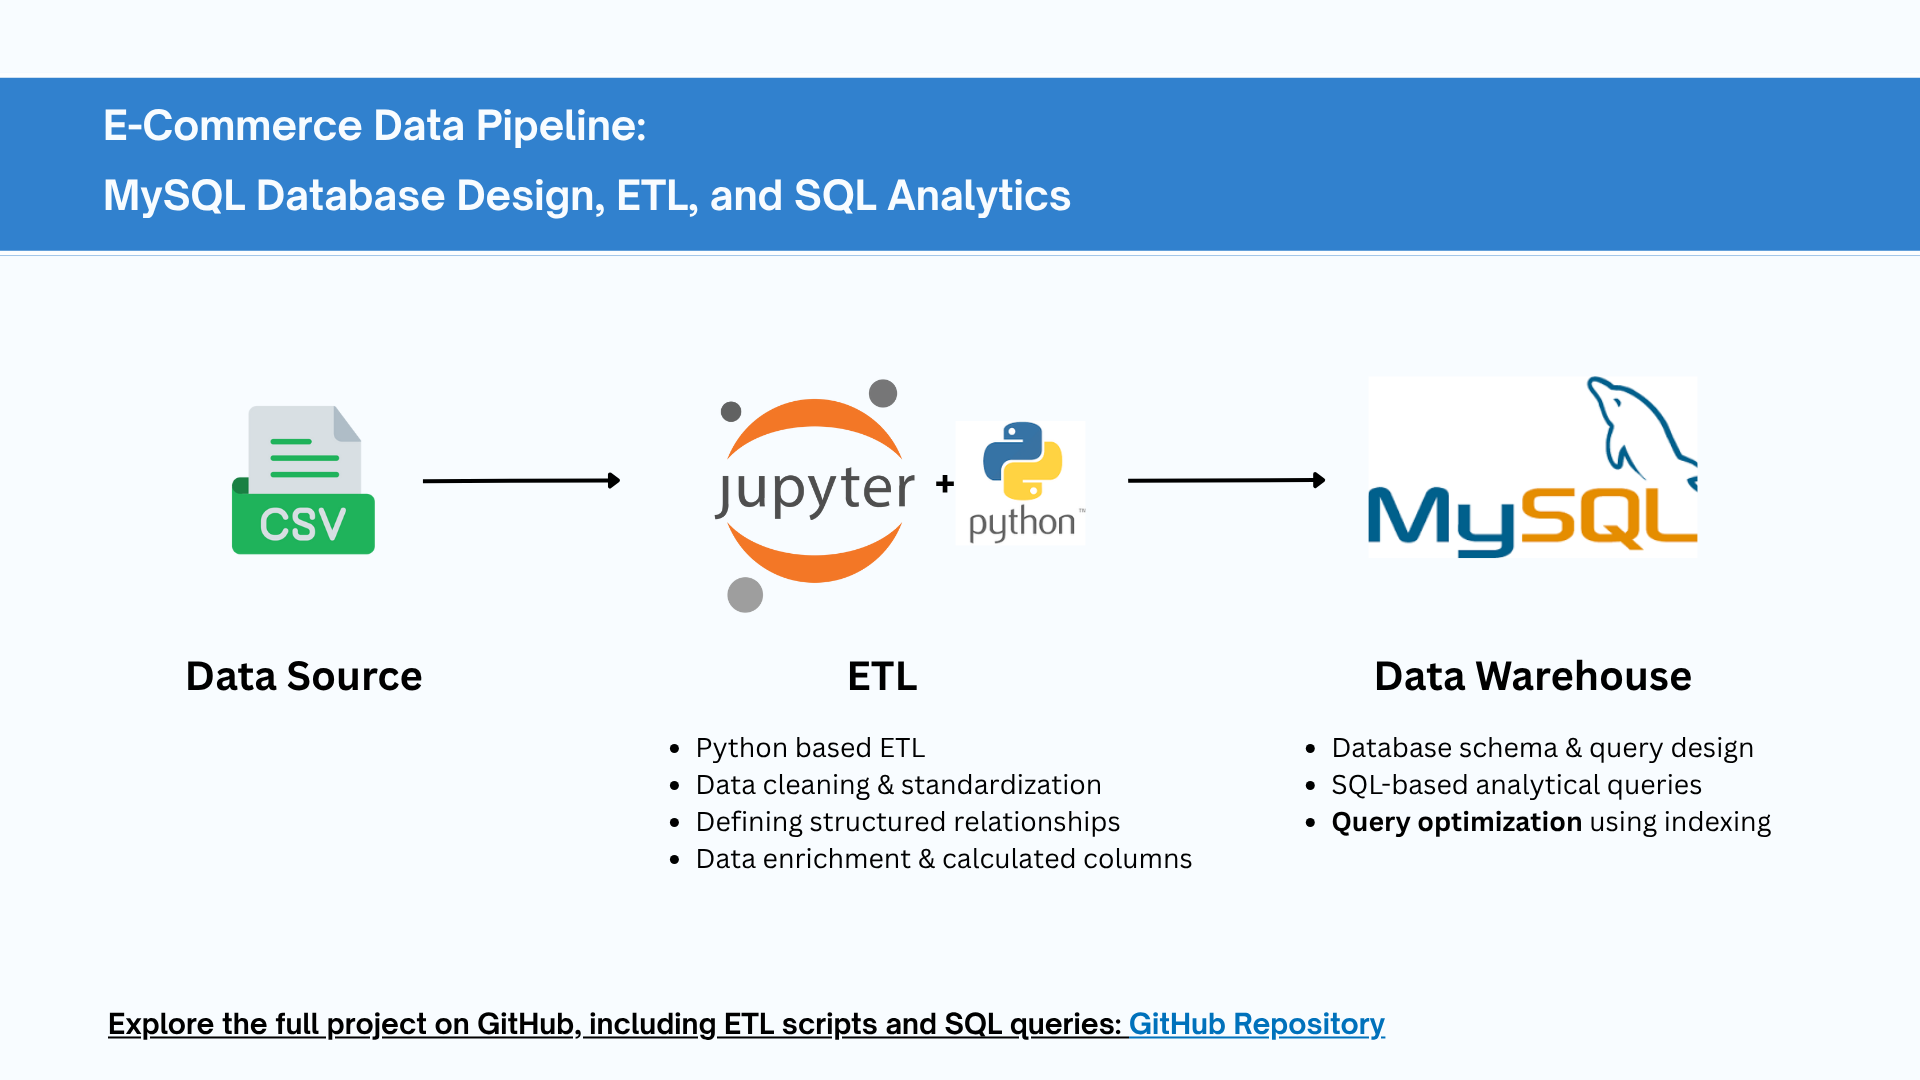 E-Commerce Data Pipeline:
MySQL Database Design, ETL, and SQL Analytics
CSV
jupyter
+
python™
MySQL
Data Source
ETL
Data Warehouse
• Python based ETL
• Data cleaning & standardization
• Defining structured relationships
• Data enrichment & calculated columns
• Database schema & query design
• SQL-based analytical queries
• Query optimization using indexing
Explore the full project on GitHub, including ETL scripts and SQL queries: GitHub Repository